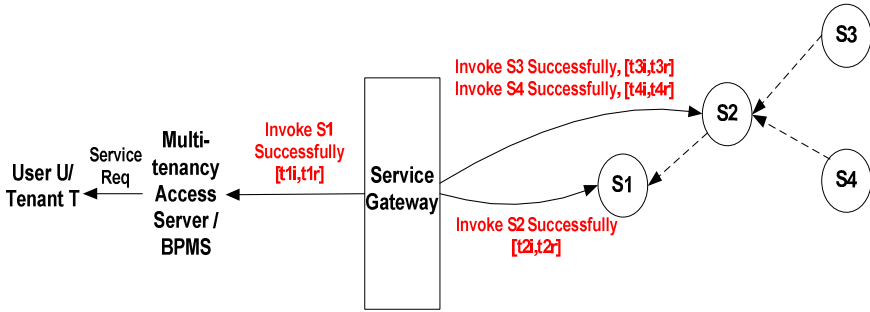 User U/
Tenant T
Service
Req
Multi-
tenancy
Access
Server /
BPMS
Invoke S1
Successfully
[t1i,t1r]
Service
Gateway
Invoke S3 Successfully, [t3i,t3r]
Invoke S4 Successfully, [t4i,t4r]
Invoke S2 Successfully
[t2i,t2r]
S1
S2
S3
S4